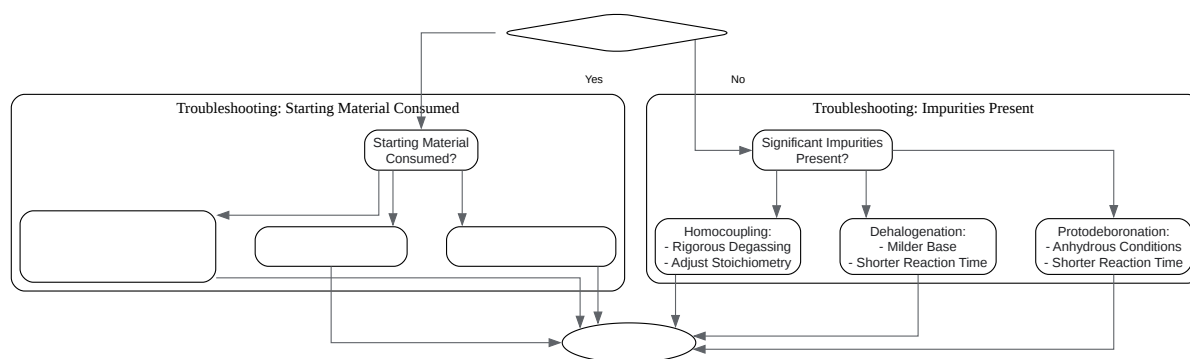 Yes
No
Troubleshooting: Starting Material Consumed
Troubleshooting: Impurities Present
Starting Material
Consumed?
Significant Impurities
Present?
Homocoupling:
- Rigorous Degassing
- Adjust Stoichiometry
Dehalogenation:
- Milder Base
- Shorter Reaction Time
Protodeboronation:
- Anhydrous Conditions
- Shorter Reaction Time